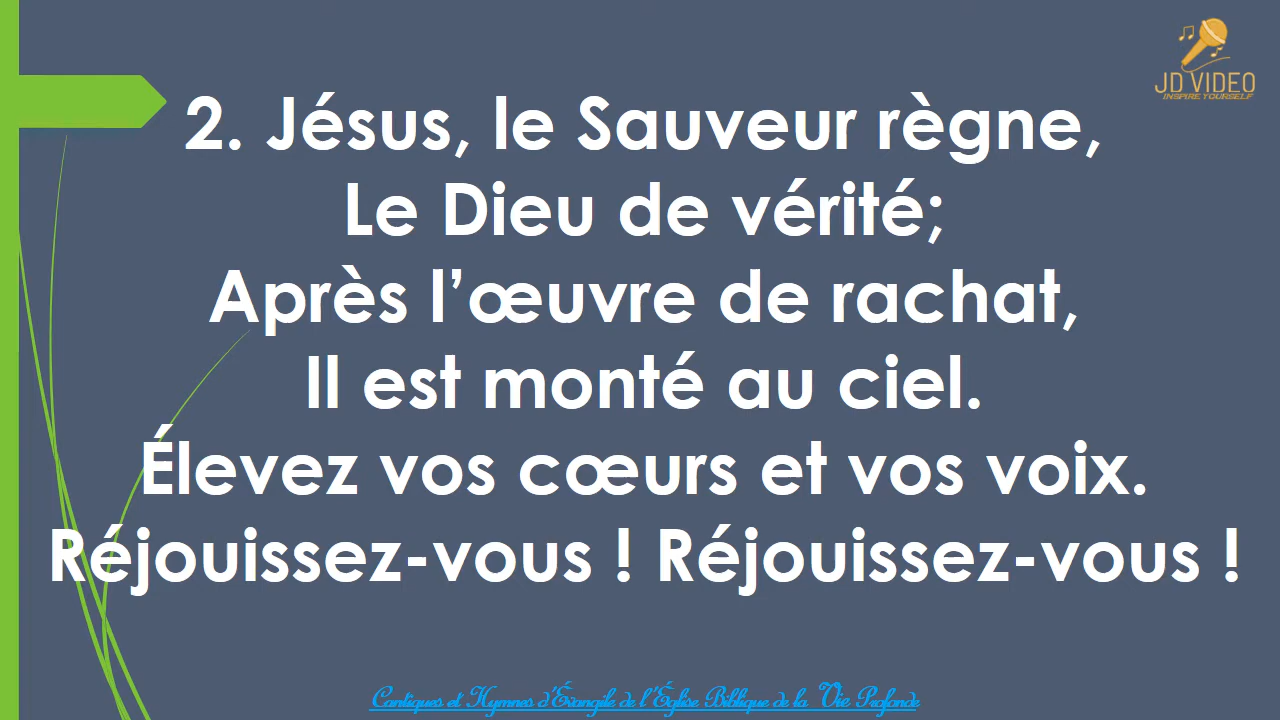 JD VIDEO
INSPIRE YOURSELF
2. Jésus, le Sauveur règne,
Le Dieu de vérité;
Après l’œuvre de rachat,
Il est monté au ciel.
Élevez vos cœurs et vos voix.
Réjouissez-vous ! Réjouissez-vous !
Cantiques et Hymnes d’Évangile de l’Église Biblique de la Vie Profonde